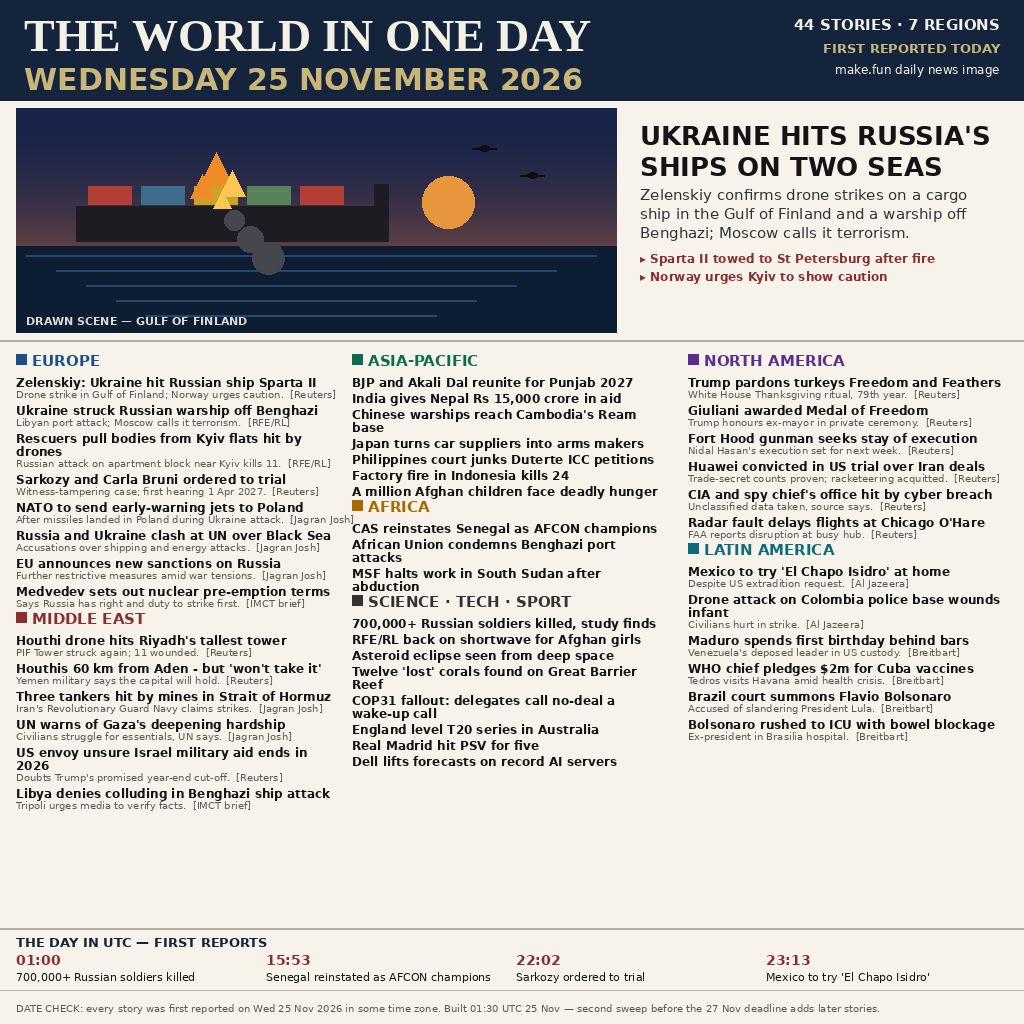 THE WORLD IN ONE DAY
WEDNESDAY 25 NOVEMBER 2026
44 STORIES · 7 REGIONS
FIRST REPORTED TODAY
make.fun daily news image
DRAWN SCENE — GULF OF FINLAND
UKRAINE HITS RUSSIA'S
SHIPS ON TWO SEAS
Zelenskiy confirms drone strikes on a cargo
ship in the Gulf of Finland and a warship off
Benghazi; Moscow calls it terrorism.
▸ Sparta II towed to St Petersburg after fire
▸ Norway urges Kyiv to show caution
EUROPE
Zelenskiy: Ukraine hit Russian ship Sparta II
Drone strike in Gulf of Finland; Norway urges caution. [Reuters]
Ukraine struck Russian warship off Benghazi
Libyan port attack; Moscow calls it terrorism. [RFE/RL]
Rescuers pull bodies from Kyiv flats hit by
drones
Russian attack on apartment block near Kyiv kills 11. [RFE/RL]
Sarkozy and Carla Bruni ordered to trial
Witness-tampering case; first hearing 1 Apr 2027. [Reuters]
NATO to send early-warning jets to Poland
After missiles landed in Poland during Ukraine attack. [Jagran Josh]
Russia and Ukraine clash at UN over Black Sea
Accusations over shipping and energy attacks. [Jagran Josh]
EU announces new sanctions on Russia
Further restrictive measures amid war tensions. [Jagran Josh]
Medvedev sets out nuclear pre-emption terms
Says Russia has right and duty to strike first. [IMCT brief]
MIDDLE EAST
Houthi drone hits Riyadh's tallest tower
PIF Tower struck again; 11 wounded. [Reuters]
Houthis 60 km from Aden - but 'won't take it'
Yemen military says the capital will hold. [Reuters]
Three tankers hit by mines in Strait of Hormuz
Iran's Revolutionary Guard Navy claims strikes. [Jagran Josh]
UN warns of Gaza's deepening hardship
Civilians struggle for essentials, UN says. [Jagran Josh]
US envoy unsure Israel military aid ends in
2026
Doubts Trump's promised year-end cut-off. [Reuters]
Libya denies colluding in Benghazi ship attack
Tripoli urges media to verify facts. [IMCT brief]
ASIA-PACIFIC
BJP and Akali Dal reunite for Punjab 2027
India gives Nepal Rs 15,000 crore in aid
Chinese warships reach Cambodia's Ream
base
Japan turns car suppliers into arms makers
Philippines court junks Duterte ICC petitions
Factory fire in Indonesia kills 24
A million Afghan children face deadly hunger
AFRICA
CAS reinstates Senegal as AFCON champions
African Union condemns Benghazi port
attacks
MSF halts work in South Sudan after
abduction
SCIENCE · TECH · SPORT
700,000+ Russian soldiers killed, study finds
RFE/RL back on shortwave for Afghan girls
Asteroid eclipse seen from deep space
Twelve 'lost' corals found on Great Barrier
Reef
COP31 fallout: delegates call no-deal a
wake-up call
England level T20 series in Australia
Real Madrid hit PSV for five
Dell lifts forecasts on record AI servers
NORTH AMERICA
Trump pardons turkeys Freedom and Feathers
White House Thanksgiving ritual, 79th year. [Reuters]
Giuliani awarded Medal of Freedom
Trump honours ex-mayor in private ceremony. [Reuters]
Fort Hood gunman seeks stay of execution
Nidal Hasan's execution set for next week. [Reuters]
Huawei convicted in US trial over Iran deals
Trade-secret counts proven; racketeering acquitted. [Reuters]
CIA and spy chief's office hit by cyber breach
Unclassified data taken, source says. [Reuters]
Radar fault delays flights at Chicago O'Hare
FAA reports disruption at busy hub. [Reuters]
LATIN AMERICA
Mexico to try 'El Chapo Isidro' at home
Despite US extradition request. [Al Jazeera]
Drone attack on Colombia police base wounds
infant
Civilians hurt in strike. [Al Jazeera]
Maduro spends first birthday behind bars
Venezuela's deposed leader in US custody. [Breitbart]
WHO chief pledges $2m for Cuba vaccines
Tedros visits Havana amid health crisis. [Breitbart]
Brazil court summons Flavio Bolsonaro
Accused of slandering President Lula. [Breitbart]
Bolsonaro rushed to ICU with bowel blockage
Ex-president in Brasilia hospital. [Breitbart]
THE DAY IN UTC — FIRST REPORTS
01:00
700,000+ Russian soldiers killed
15:53
Senegal reinstated as AFCON champions
22:02
Sarkozy ordered to trial
23:13
Mexico to try 'El Chapo Isidro'
DATE CHECK: every story was first reported on Wed 25 Nov 2026 in some time zone. Built 01:30 UTC 25 Nov — second sweep before the 27 Nov deadline adds later stories.